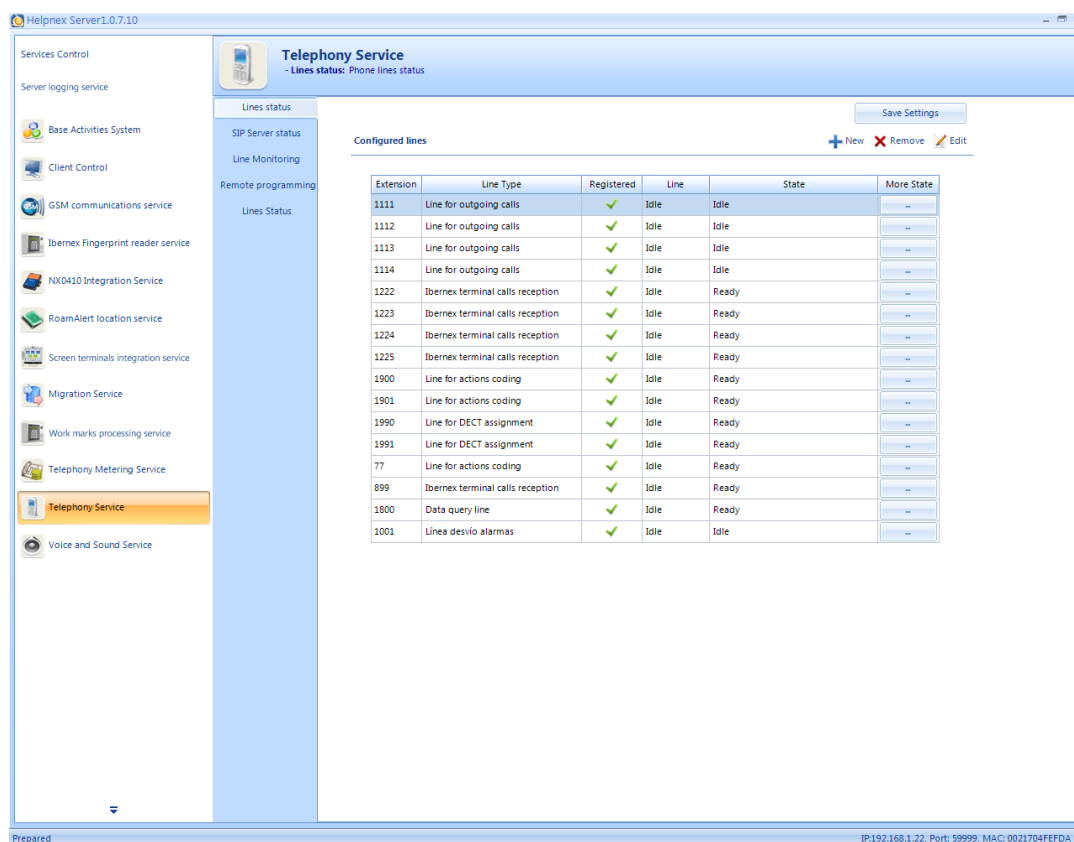 Helpnex Server1.0.7.10
Services Control
Server logging service
Base Activities System
Client Control
GSM communications service
Ibernex Fingerprint reader service
NX0410 Integration Service
RoamAlert location service
Screen terminals integration service
Migration Service
Work marks processing service
Telephony Metering Service
Telephony Service
Voice and Sound Service
Telephony Service
- Lines status: Phone lines status
Lines status
SIP Server status
Line Monitoring
Remote programming
Lines Status
Save Settings
Configured lines
New Remove Edit
Extension Line Type Registered Line State More State
1111 Line for outgoing calls Idle Idle ...
1112 Line for outgoing calls Idle Idle ...
1113 Line for outgoing calls Idle Idle ...
1114 Line for outgoing calls Idle Idle ...
1222 Ibernex terminal calls reception Idle Ready ...
1223 Ibernex terminal calls reception Idle Ready ...
1224 Ibernex terminal calls reception Idle Ready ...
1225 Ibernex terminal calls reception Idle Ready ...
1900 Line for actions coding Idle Ready ...
1901 Line for actions coding Idle Ready ...
1990 Line for DECT assignment Idle Ready ...
1991 Line for DECT assignment Idle Ready ...
77 Line for actions coding Idle Ready ...
899 Ibernex terminal calls reception Idle Ready ...
1800 Data query line Idle Ready ...
1001 Línea desvío alarmas Idle Idle ...
Prepared
IP:192.168.1.22, Port: 59999, MAC: 0021704FEFDA